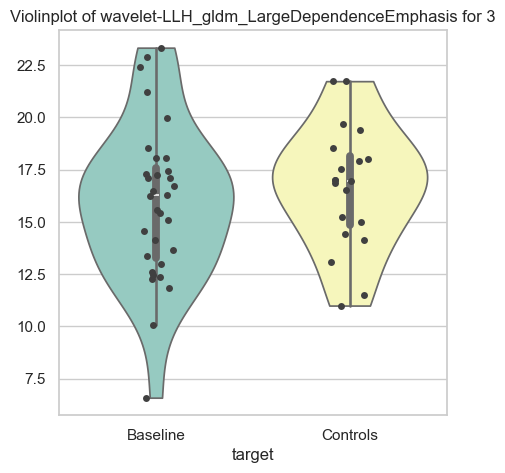 Violinplot of wavelet-LLH_gldm_LargeDependenceEmphasis for 3
22.5
20.0
17.5
15.0
12.5
10.0
7.5
Baseline
Controls
target